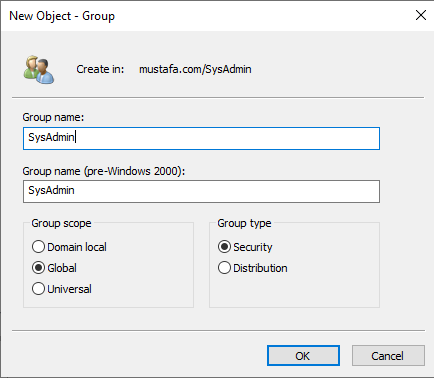 New Object - Group
Create in: mustafa.com/SysAdmin
Group name:
SysAdmin
Group name (pre-Windows 2000):
SysAdmin
Group scope
Domain local
Global
Universal
Group type
Security
Distribution
OK Cancel